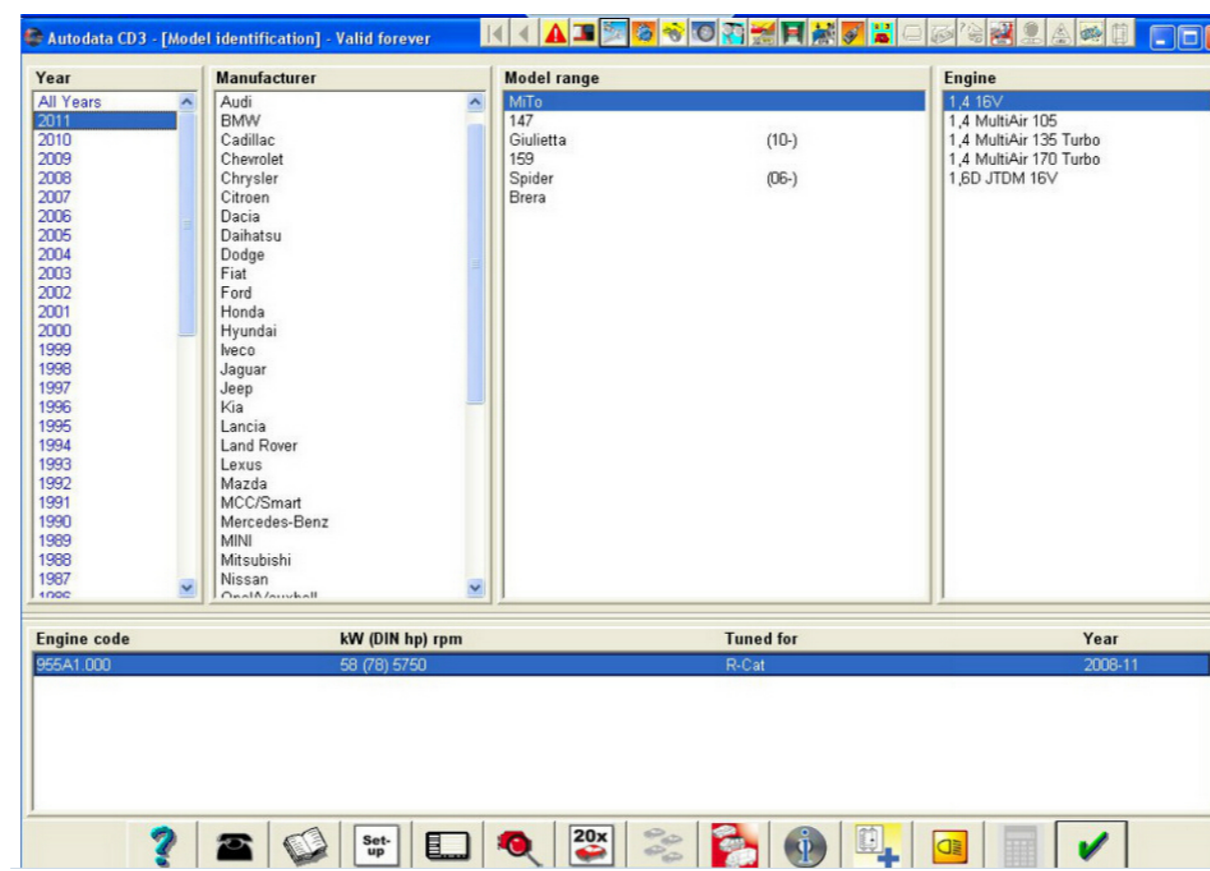 Autodata CD3 - [Model identification] - Valid forever
Year
All Years
2011
2010
2009
2008
2007
2006
2005
2004
2003
2002
2001
2000
1999
1998
1997
1996
1995
1994
1993
1992
1991
1990
1989
1988
1987
1986
Manufacturer
Audi
BMW
Cadillac
Chevrolet
Chrysler
Citroen
Dacia
Daihatsu
Dodge
Fiat
Ford
Honda
Hyundai
Iveco
Jaguar
Jeep
Kia
Lancia
Land Rover
Lexus
Mazda
MCC/Smart
Mercedes-Benz
MINI
Mitsubishi
Nissan
Opel/Vauxhall
Model range
MiTo
147
Giulietta (10-)
159
Spider (06-)
Brera
Engine
1,4 16V
1,4 MultiAir 105
1,4 MultiAir 135 Turbo
1,4 MultiAir 170 Turbo
1,6D JTDM 16V
Engine code kW (DIN hp) rpm Tuned for Year
955A1.000 58 (78) 5750 R-Cat 2008-11
Set-
up
20x